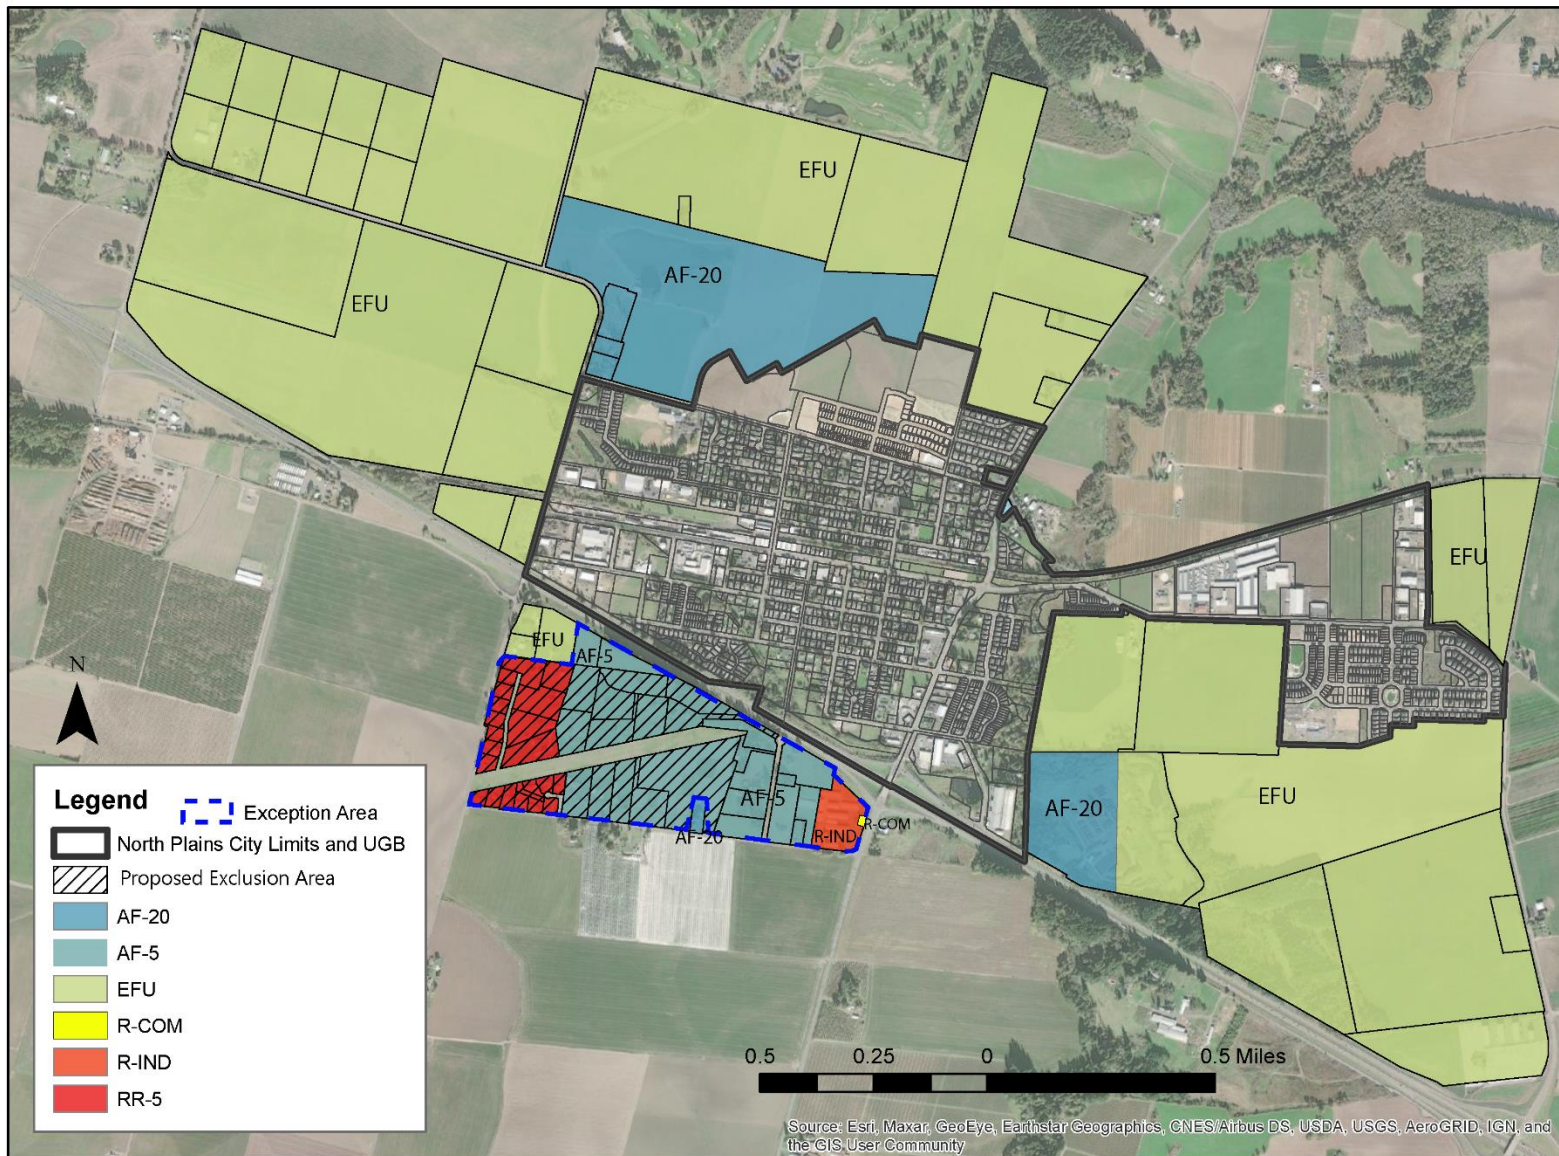 EFU
AF-20
EFU
EFU
EFU
AF-5
AF-5
AF-20
R-IND
R-COM
AF-20
EFU
N
Legend
Exception Area
North Plains City Limits and UGB
Proposed Exclusion Area
AF-20
AF-5
EFU
R-COM
R-IND
RR-5
0.5 0.25 0 0.5 Miles
Source: Esri, Maxar, GeoEye, Earthstar Geographics, CNES/Airbus DS, USDA, USGS, AeroGRID, IGN, and
the GIS User Community